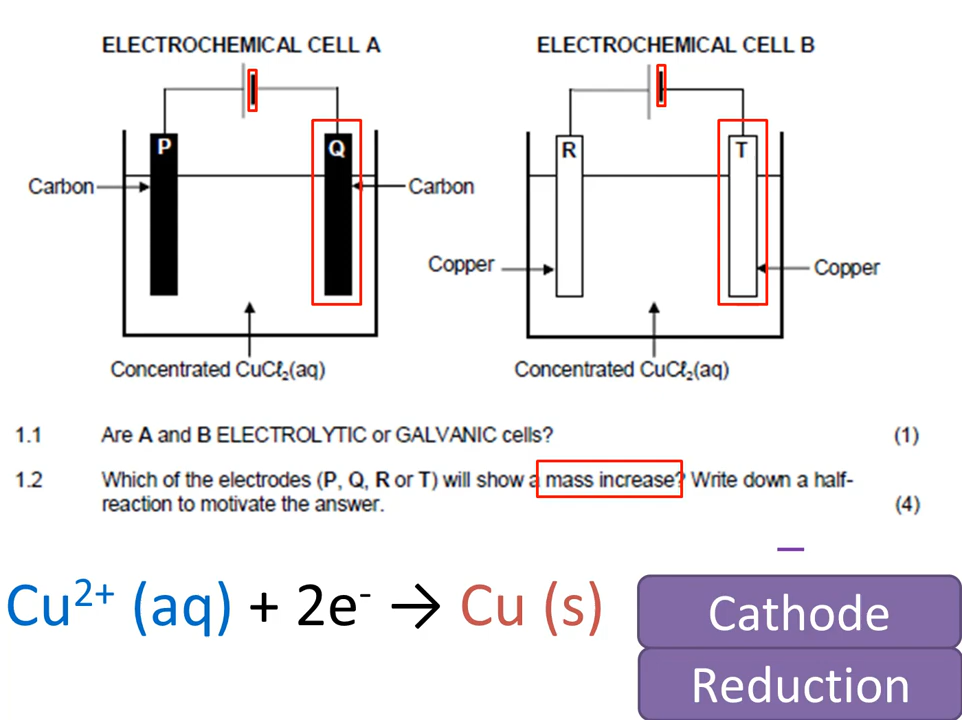 ELECTROCHEMICAL CELL A
ELECTROCHEMICAL CELL B
P
Q
R
T
Carbon
Carbon
Copper
Copper
Concentrated CuCℓ₂(aq)
Concentrated CuCℓ₂(aq)
1.1 Are A and B ELECTROLYTIC or GALVANIC cells? (1)
1.2 Which of the electrodes (P, Q, R or T) will show a mass increase? Write down a half-
reaction to motivate the answer. (4)
–
Cu²⁺ (aq) + 2e⁻ → Cu (s)
Cathode
Reduction